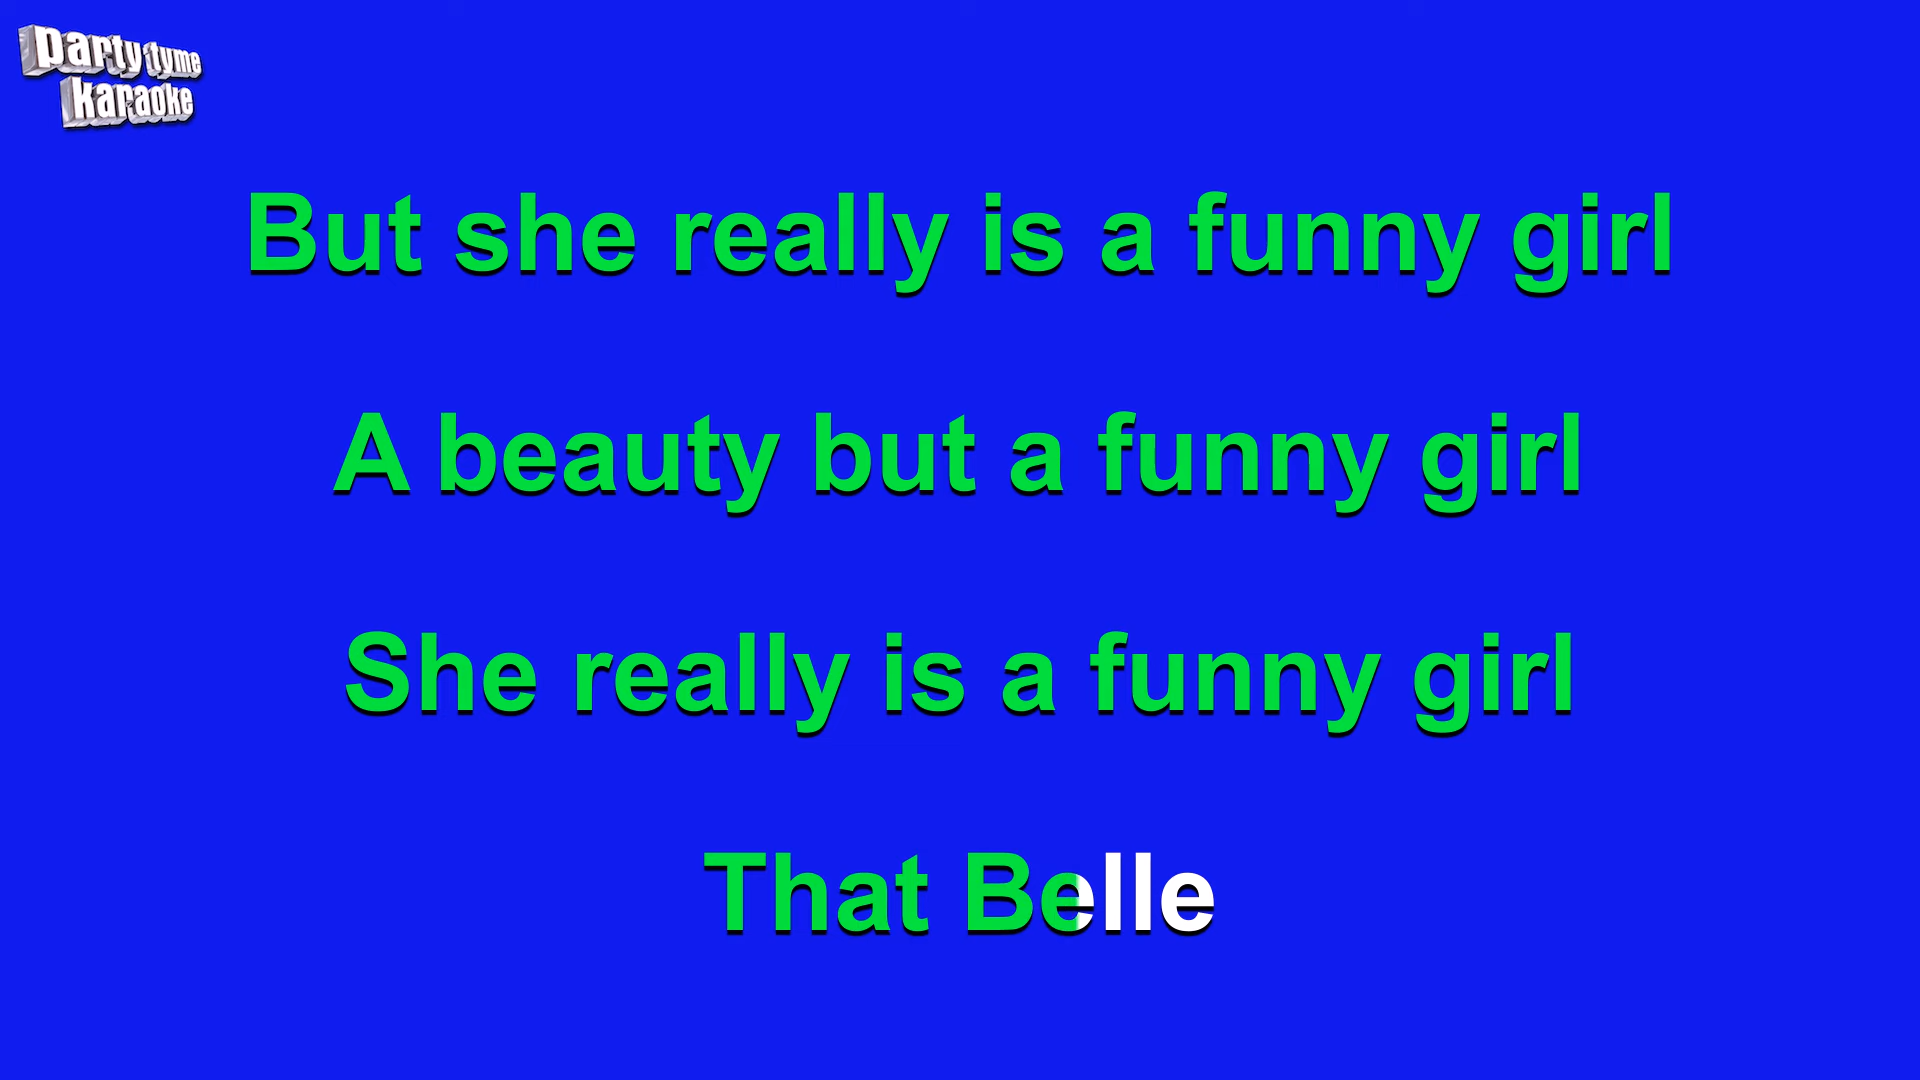 party tyme
karaoke
But she really is a funny girl
A beauty but a funny girl
She really is a funny girl
That Belle